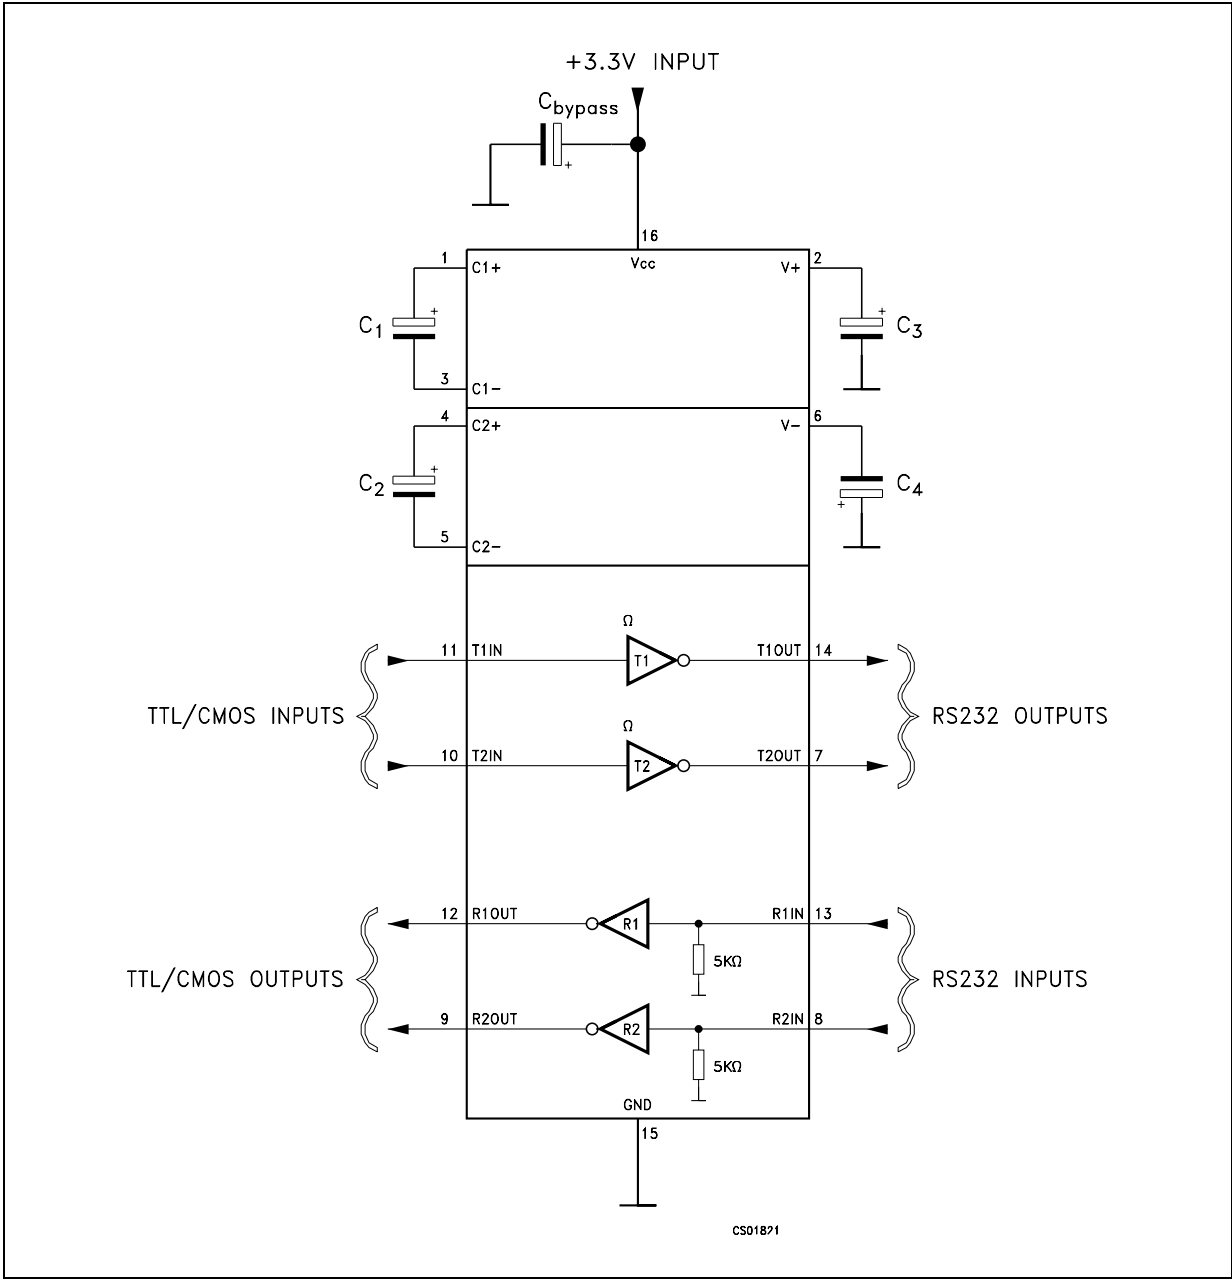 +3.3V INPUT
Cbypass
+
16
Vcc
1
C1+
V+
2
+
C1
+
C3
3
C1-
4
C2+
V-
6
+
C2
C4
+
5
C2-
Ω
11
T1IN
T1
T1OUT
14
TTL/CMOS INPUTS
RS232 OUTPUTS
Ω
10
T2IN
T2
T2OUT
7
12
R1OUT
R1
R1IN
13
5KΩ
TTL/CMOS OUTPUTS
RS232 INPUTS
9
R2OUT
R2
R2IN
8
5KΩ
GND
15
CS01821